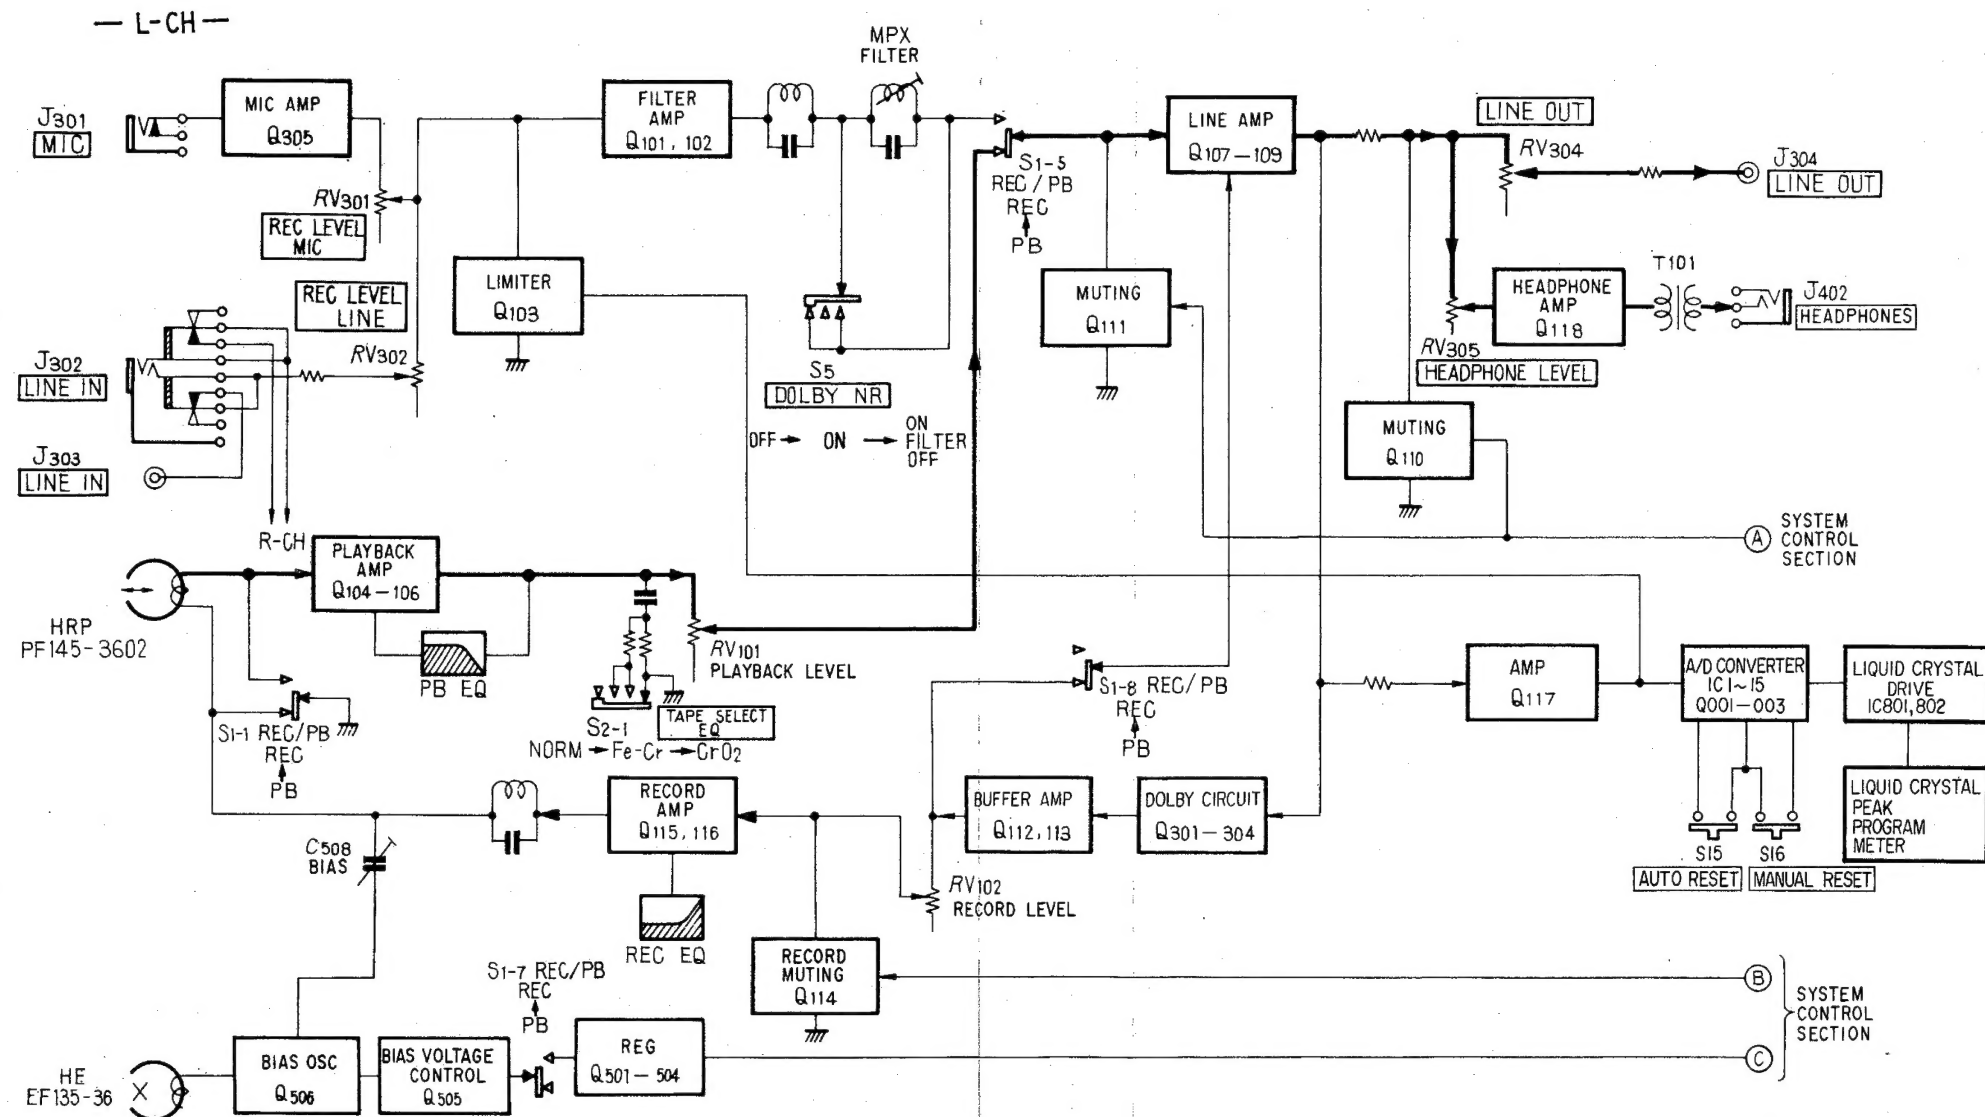 — L-CH —
MPX
FILTER
J301
MIC
MIC AMP
Q305
FILTER
AMP
Q101, 102
LINE AMP
Q107—109
LINE OUT
RV304
J304
LINE OUT
RV301
REC LEVEL
MIC
S1-5
REC/PB
REC
PB
LIMITER
Q103
MUTING
Q111
HEADPHONE
AMP
Q118
T101
J402
HEADPHONES
REC LEVEL
LINE
RV302
J302
LINE IN
RV305
HEADPHONE LEVEL
S5
DOLBY NR
OFF → ON → ON
FILTER
OFF
MUTING
Q110
J303
LINE IN
R-CH
A
SYSTEM
CONTROL
SECTION
PLAYBACK
AMP
Q104—106
HRP
PF145-3602
PB EQ
RV101
PLAYBACK LEVEL
S1-1 REC/PB
REC
PB
S2-1
TAPE SELECT
EQ
NORM → Fe-Cr → CrO2
S1-8 REC/PB
REC
PB
AMP
Q117
A/D CONVERTER
IC1~15
Q001—003
LIQUID CRYSTAL
DRIVE
IC801,802
LIQUID CRYSTAL
PEAK
PROGRAM
METER
RECORD
AMP
Q115, 116
BUFFER AMP
Q112, 113
DOLBY CIRCUIT
Q301—304
C508
BIAS
S15
AUTO RESET
S16
MANUAL RESET
RV102
RECORD LEVEL
REC EQ
RECORD
MUTING
Q114
B
S1-7 REC/PB
REC
PB
SYSTEM
CONTROL
SECTION
REG
Q501—504
C
HE
EF135-36
BIAS OSC
Q506
BIAS VOLTAGE
CONTROL
Q505